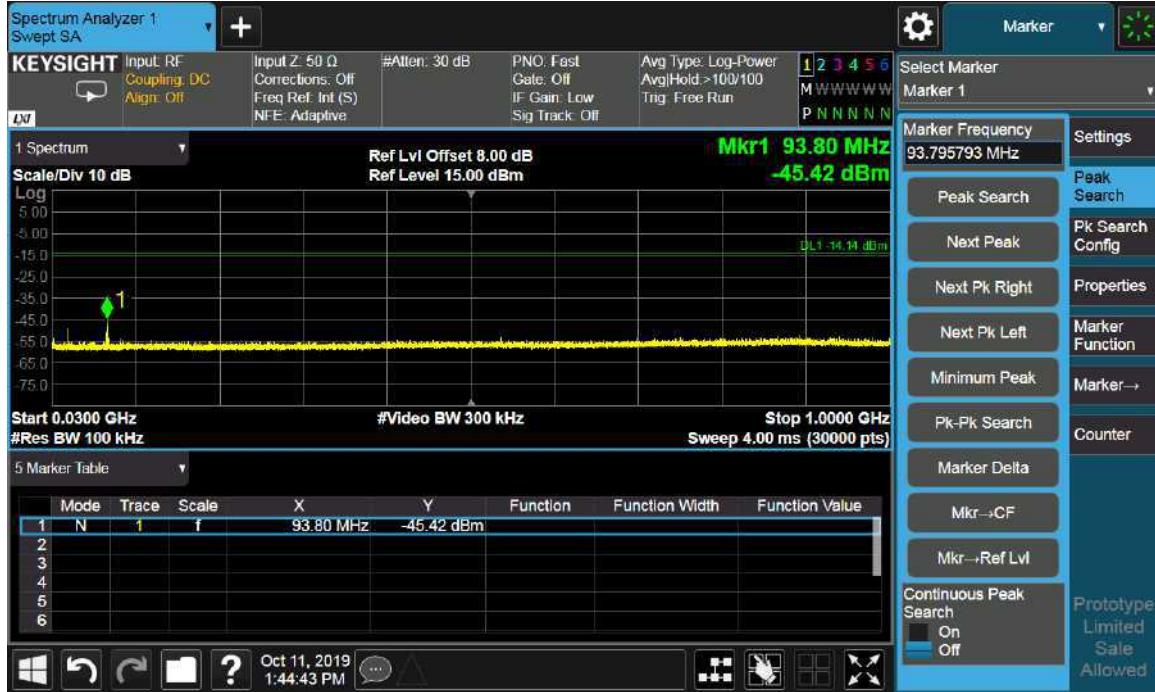 Spectrum Analyzer 1
Swept SA
+
Marker
KEYSIGHT
Input: RF
Coupling: DC
Align: Off
Input Z: 50 Ω
Corrections: Off
Freq Ref: Int (S)
NFE: Adaptive
#Atten: 30 dB
PNO: Fast
Gate: Off
IF Gain: Low
Sig Track: Off
Avg Type: Log-Power
Avg|Hold:>100/100
Trig: Free Run
1 2 3 4 5 6
M W W W W W
P N N N N N
LXI
Select Marker
Marker 1
1 Spectrum
Scale/Div 10 dB
Ref Lvl Offset 8.00 dB
Ref Level 15.00 dBm
Mkr1 93.80 MHz
-45.42 dBm
Log
5.00
-5.00
-15.0
-25.0
-35.0
-45.0
-55.0
-65.0
-75.0
DL1 -14.14 dBm
1
Start 0.0300 GHz
#Res BW 100 kHz
#Video BW 300 kHz
Stop 1.0000 GHz
Sweep 4.00 ms (30000 pts)
5 Marker Table
Mode Trace Scale X Y Function Function Width Function Value
1 N 1 f 93.80 MHz -45.42 dBm
2
3
4
5
6
Marker Frequency
93.795793 MHz
Peak Search
Next Peak
Next Pk Right
Next Pk Left
Minimum Peak
Pk-Pk Search
Marker Delta
Mkr→CF
Mkr→Ref Lvl
Continuous Peak
Search
On
Off
Settings
Peak
Search
Pk Search
Config
Properties
Marker
Function
Marker→
Counter
Prototype
Limited
Sale
Allowed
?
Oct 11, 2019
1:44:43 PM